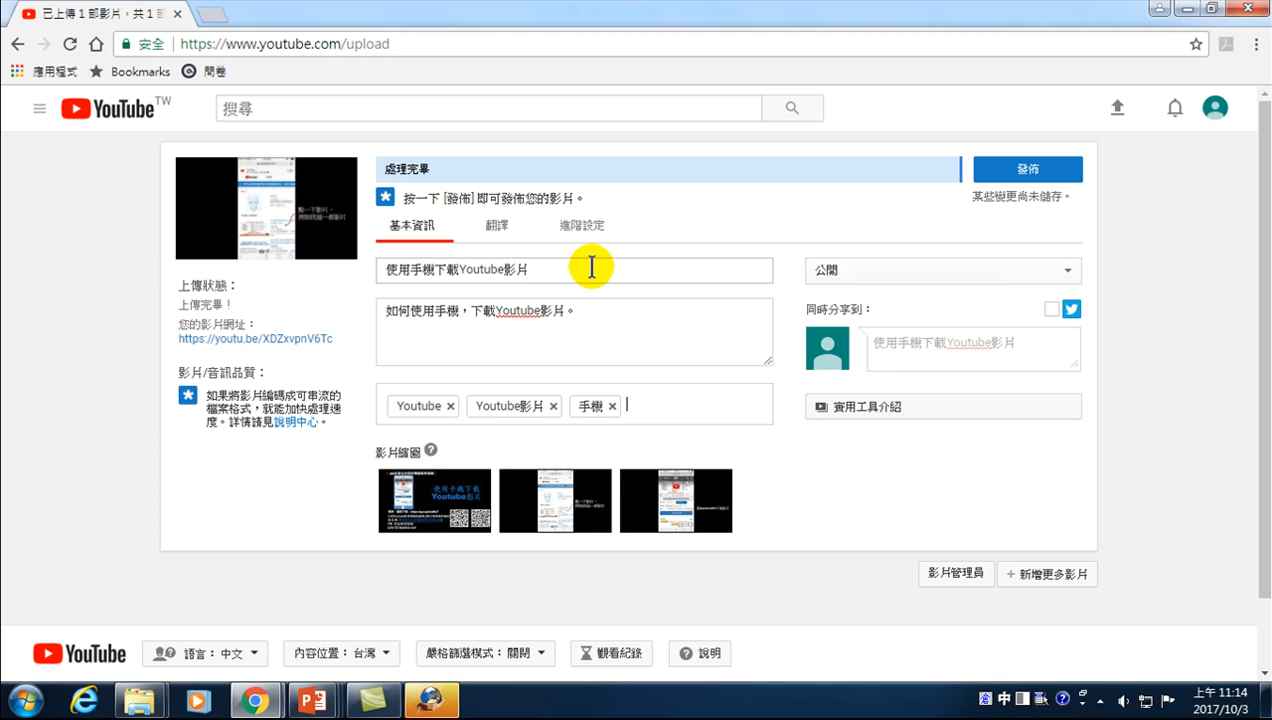 已上傳 1 部影片，共 1 部
安全 https://www.youtube.com/upload
應用程式 Bookmarks 問卷
YouTube TW 搜尋
處理完畢 發佈
按一下 [發佈] 即可發佈您的影片。 某些變更尚未儲存。
基本資訊 翻譯 進階設定
使用手機下載Youtube影片 公開
上傳狀態：
上傳完畢！
您的影片網址：
https://youtu.be/XDZxvpnV6Tc
影片/音訊品質：
如果將影片編碼成可串流的
檔案格式，就能加快處理速
度。詳情請見說明中心。
如何使用手機，下載Youtube影片。
同時分享到：
使用手機下載Youtube影片
Youtube Youtube影片 手機
實用工具介紹
影片縮圖
使用手機下載
Youtube影片
影片管理員 + 新增更多影片
YouTube 語言：中文 內容位置：台灣 嚴格篩選模式：關閉 觀看紀錄 說明
中 上午 11:14
2017/10/3